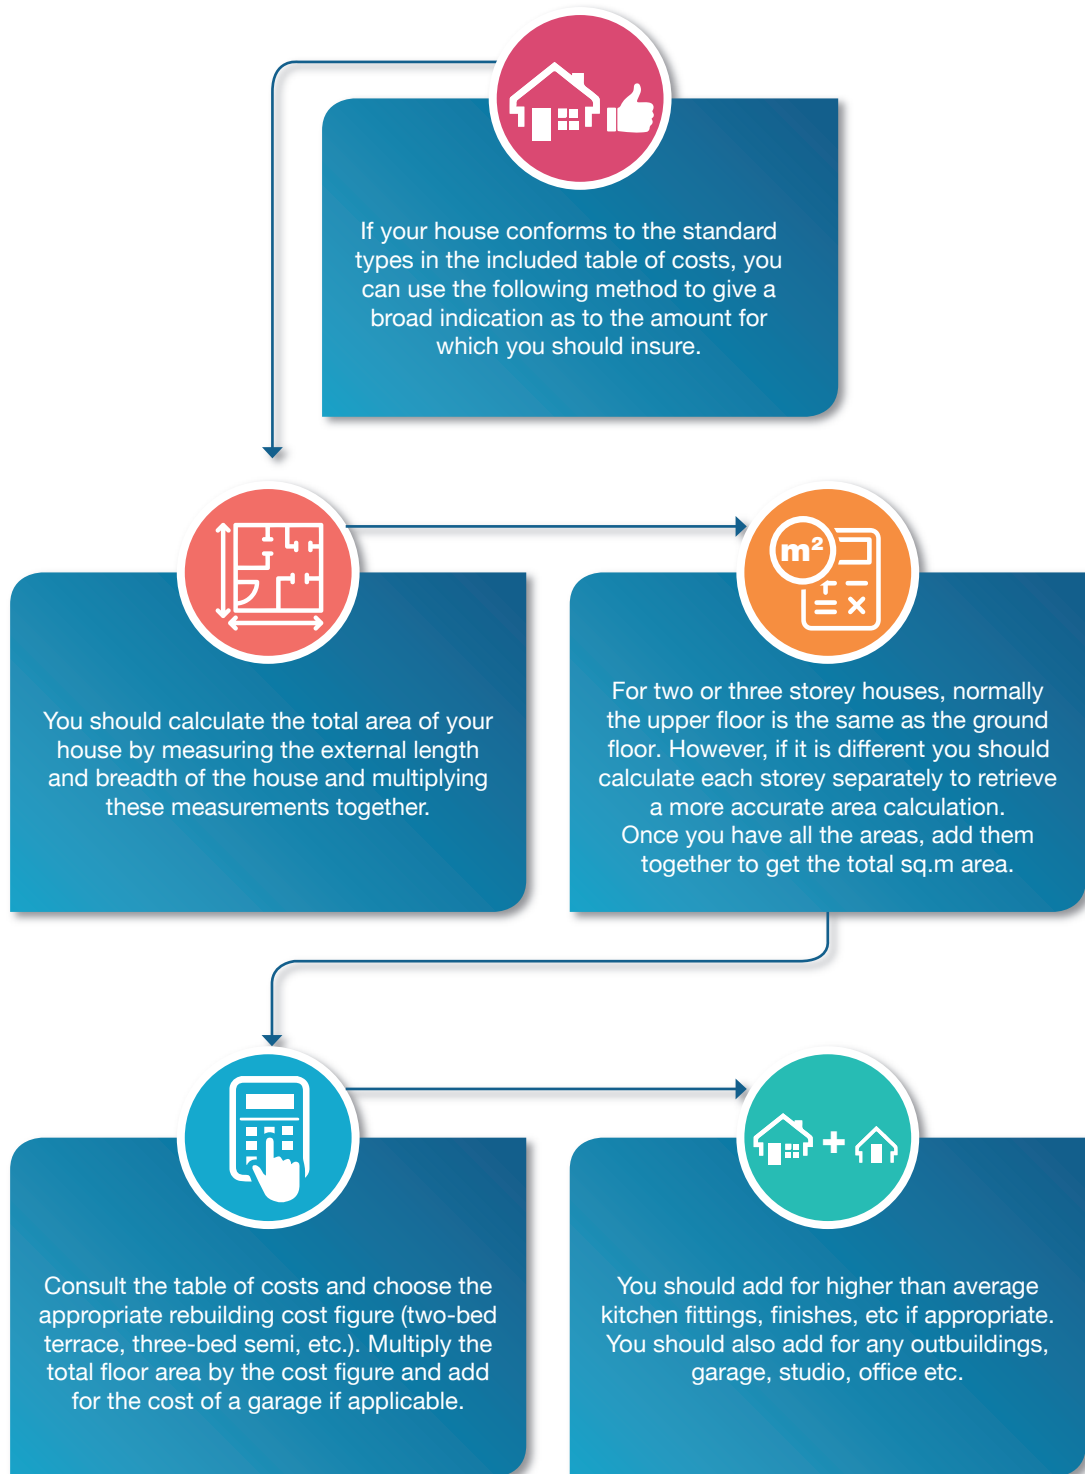 If your house conforms to the standard
types in the included table of costs, you
can use the following method to give a
broad indication as to the amount for
which you should insure.
You should calculate the total area of your
house by measuring the external length
and breadth of the house and multiplying
these measurements together.
m²
For two or three storey houses, normally
the upper floor is the same as the ground
floor. However, if it is different you should
calculate each storey separately to retrieve
a more accurate area calculation.
Once you have all the areas, add them
together to get the total sq.m area.
Consult the table of costs and choose the
appropriate rebuilding cost figure (two-bed
terrace, three-bed semi, etc.). Multiply the
total floor area by the cost figure and add
for the cost of a garage if applicable.
You should add for higher than average
kitchen fittings, finishes, etc if appropriate.
You should also add for any outbuildings,
garage, studio, office etc.